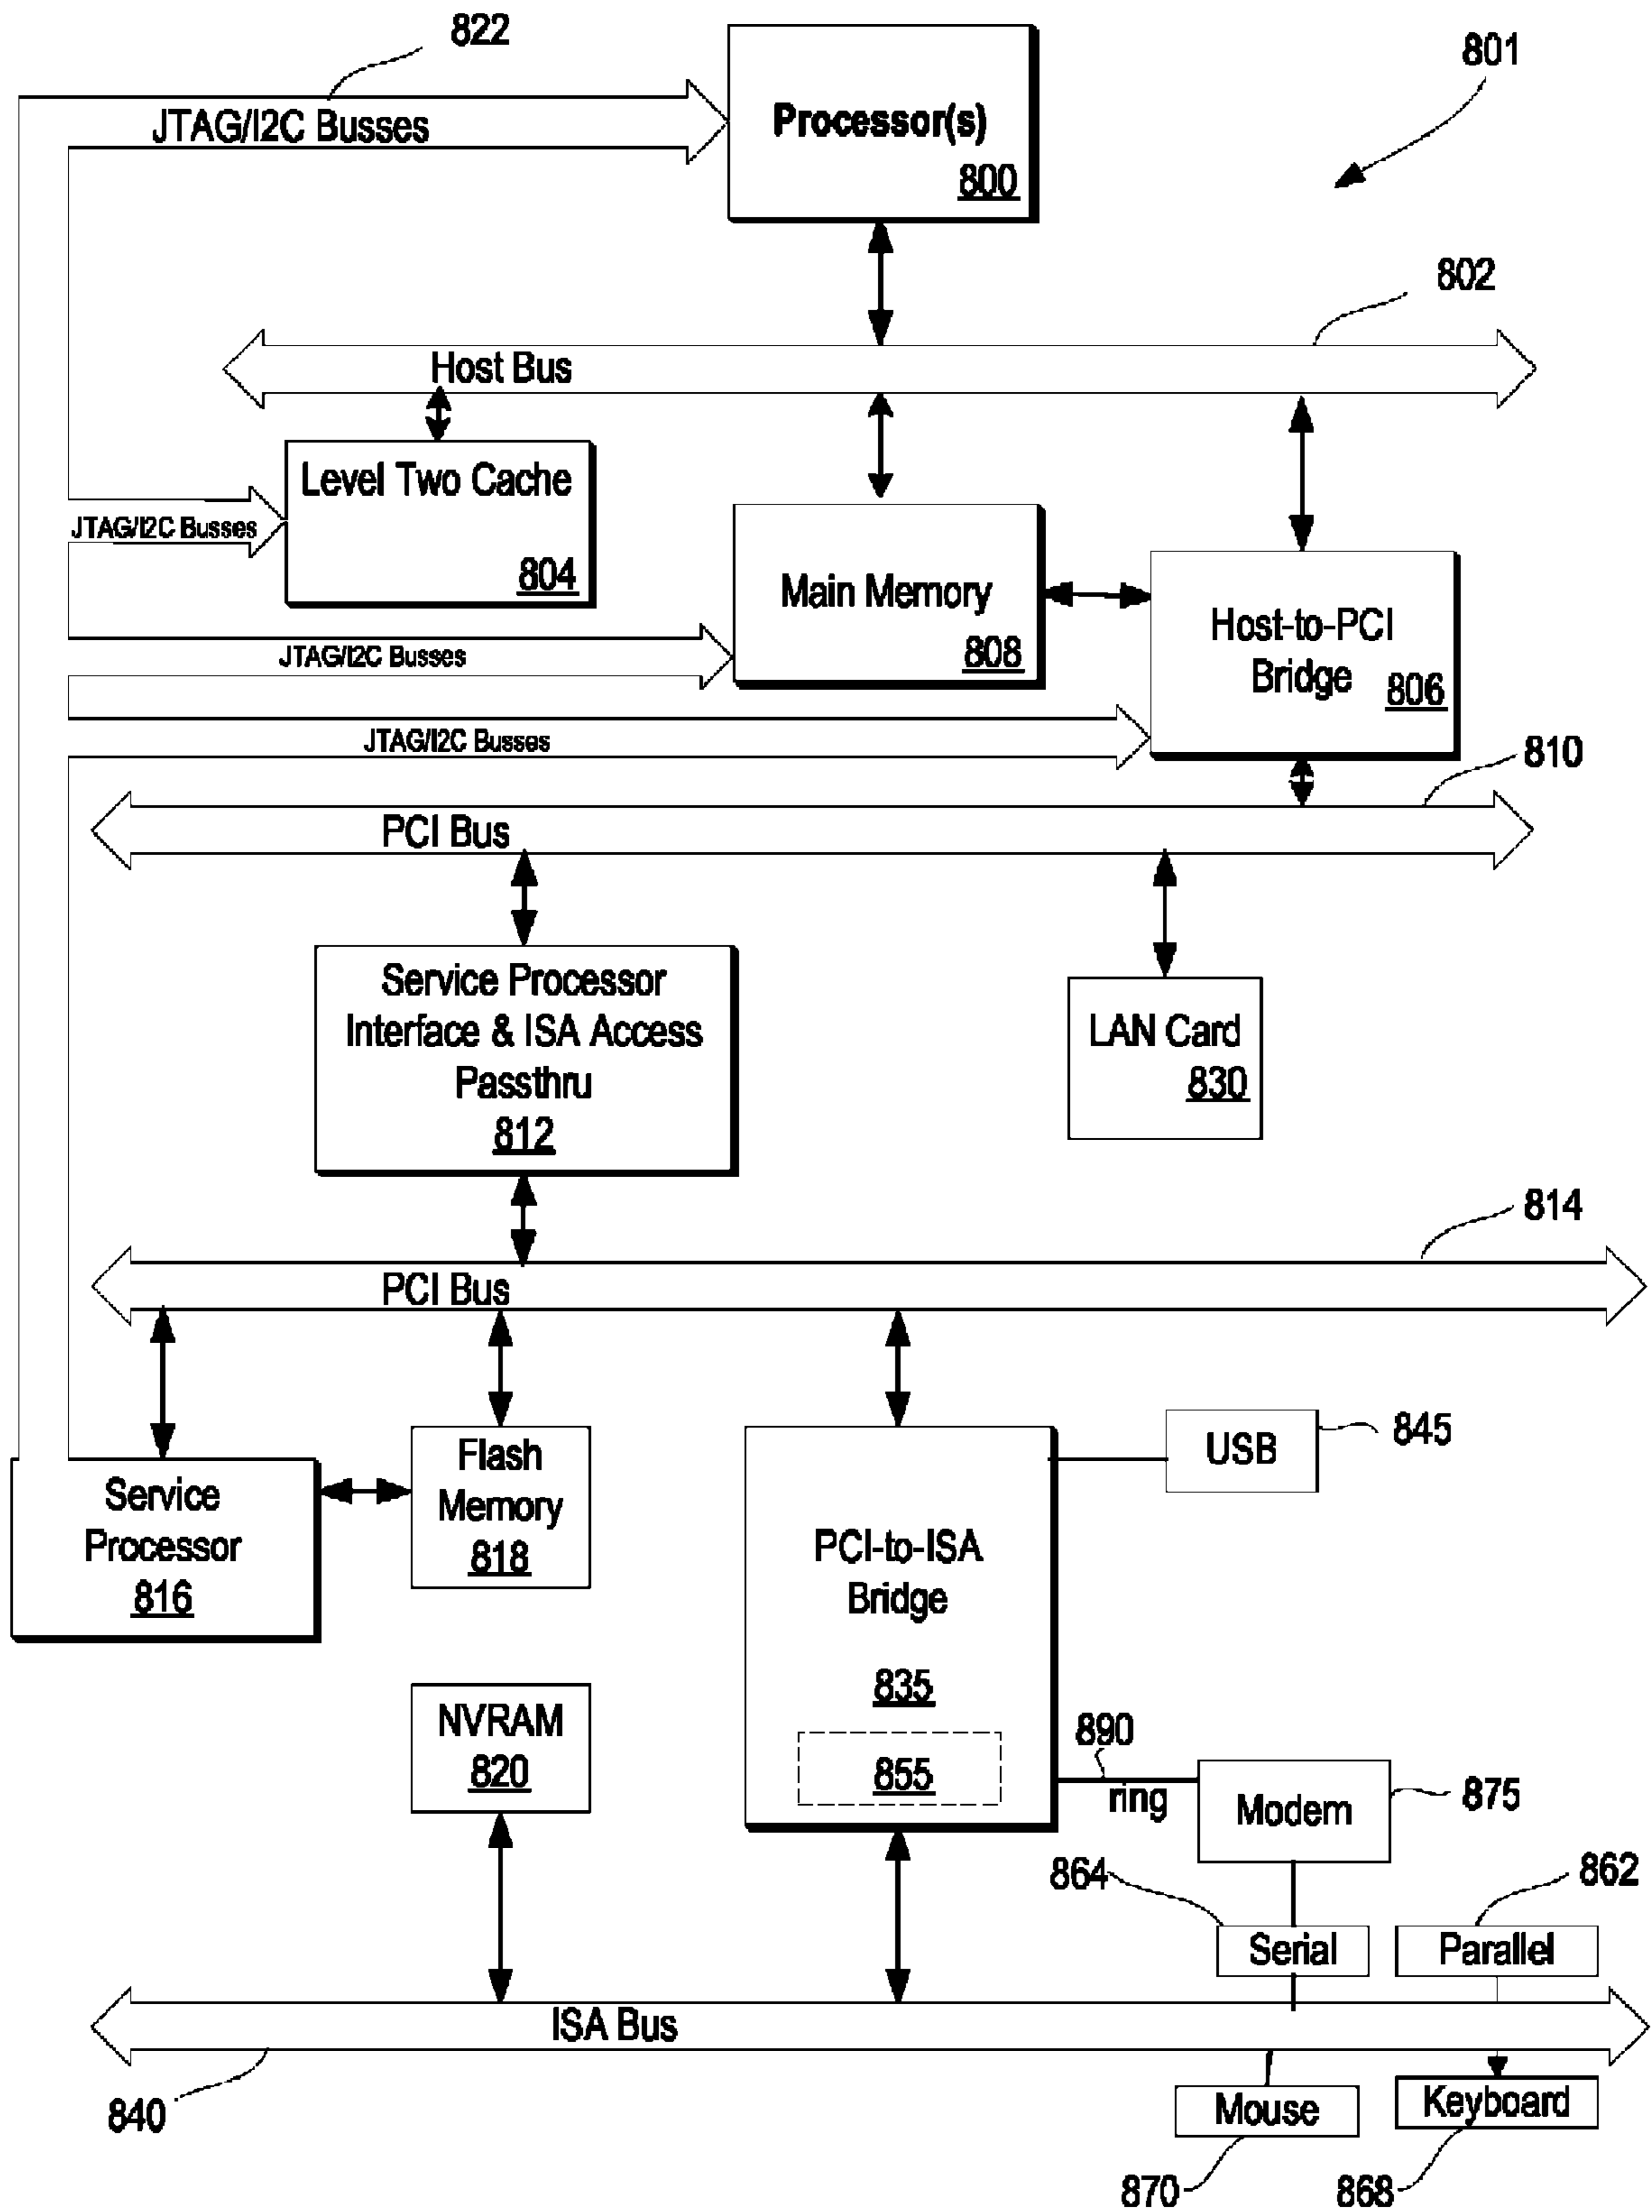 822
801
JTAG/I2C Busses
Processor(s)
800
802
Host Bus
Level Two Cache
804
JTAG/I2C Busses
Main Memory
808
Host-to-PCI
Bridge
806
JTAG/I2C Busses
JTAG/I2C Busses
810
PCI Bus
Service Processor
Interface & ISA Access
Passthru
812
LAN Card
830
814
PCI Bus
Service
Processor
816
Flash
Memory
818
USB
845
PCI-to-ISA
Bridge
835
855
NVRAM
820
890
ring
Modem
875
864
862
Serial
Parallel
ISA Bus
840
Mouse
Keyboard
870
868